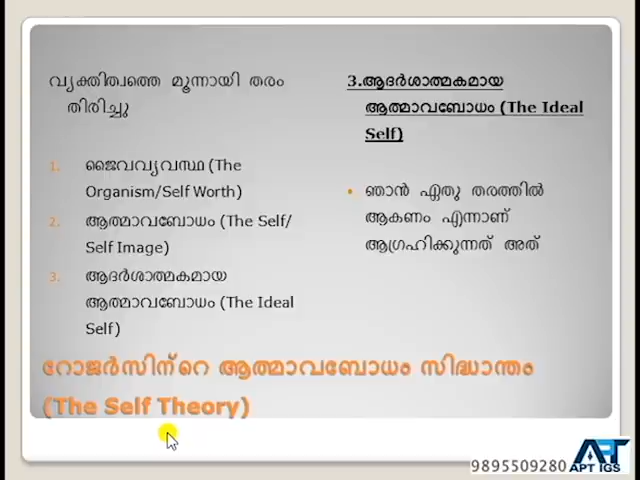 വ്യക്തിത്വത്തെ മൂന്നായി തരം
തിരിച്ചു
1. ജൈവവ്യവസ്ഥ (The
Organism/Self Worth)
2. ആത്മാവബോധം (The Self/
Self Image)
3. ആദർശാത്മകമായ
ആത്മാവബോധം (The Ideal
Self)
3.ആദർശാത്മകമായ
ആത്മാവബോധം (The Ideal
Self)
• ഞാൻ ഏതു തരത്തിൽ
ആകണം എന്നാണ്
ആഗ്രഹിക്കുന്നത് അത്
റോജർസിന്റെ ആത്മാവബോധം സിദ്ധാന്തം
(The Self Theory)
9895509280
APT
APT IGS